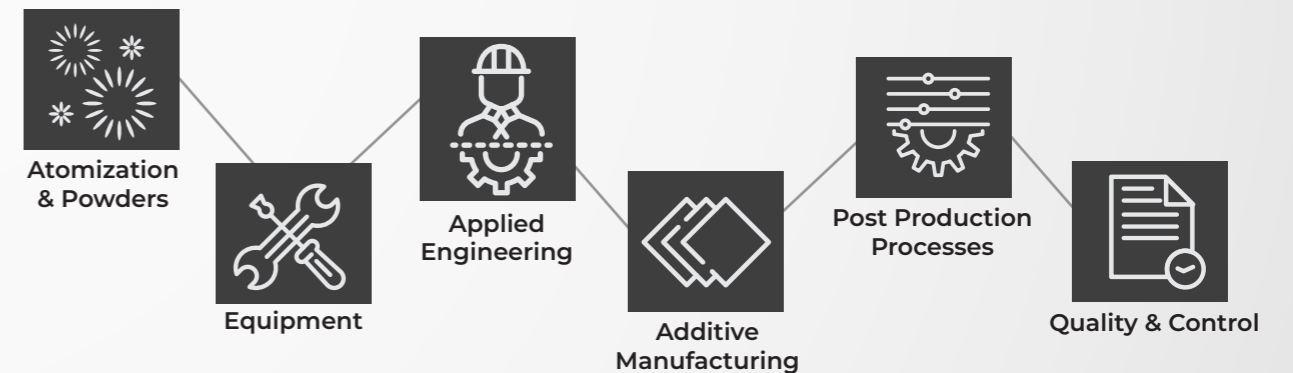 Atomization
& Powders
Equipment
Applied
Engineering
Additive
Manufacturing
Post Production
Processes
Quality & Control